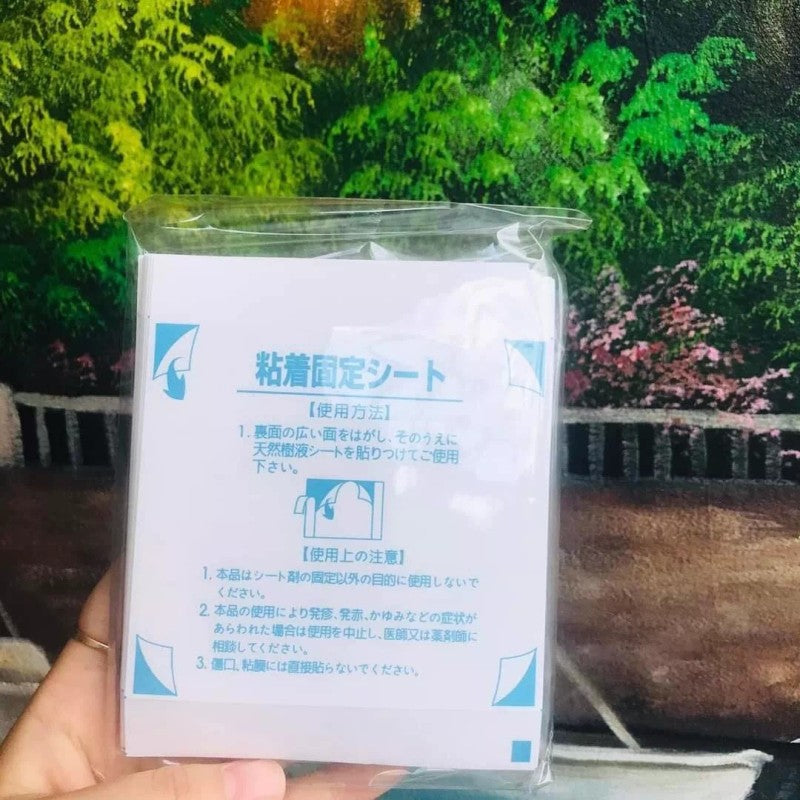 粘着固定シート
【使用方法】
1. 裏面の広い面をはがし、そのうえに
天然樹液シートを貼りつけてご使用
下さい。
【使用上の注意】
1. 本品はシート剤の固定以外の目的に使用しないで
ください。
2. 本品の使用により発疹、発赤、かゆみなどの症状が
あらわれた場合は使用を中止し、医師又は薬剤師に
相談してください。
3. 傷口、粘膜には直接貼らないでください。